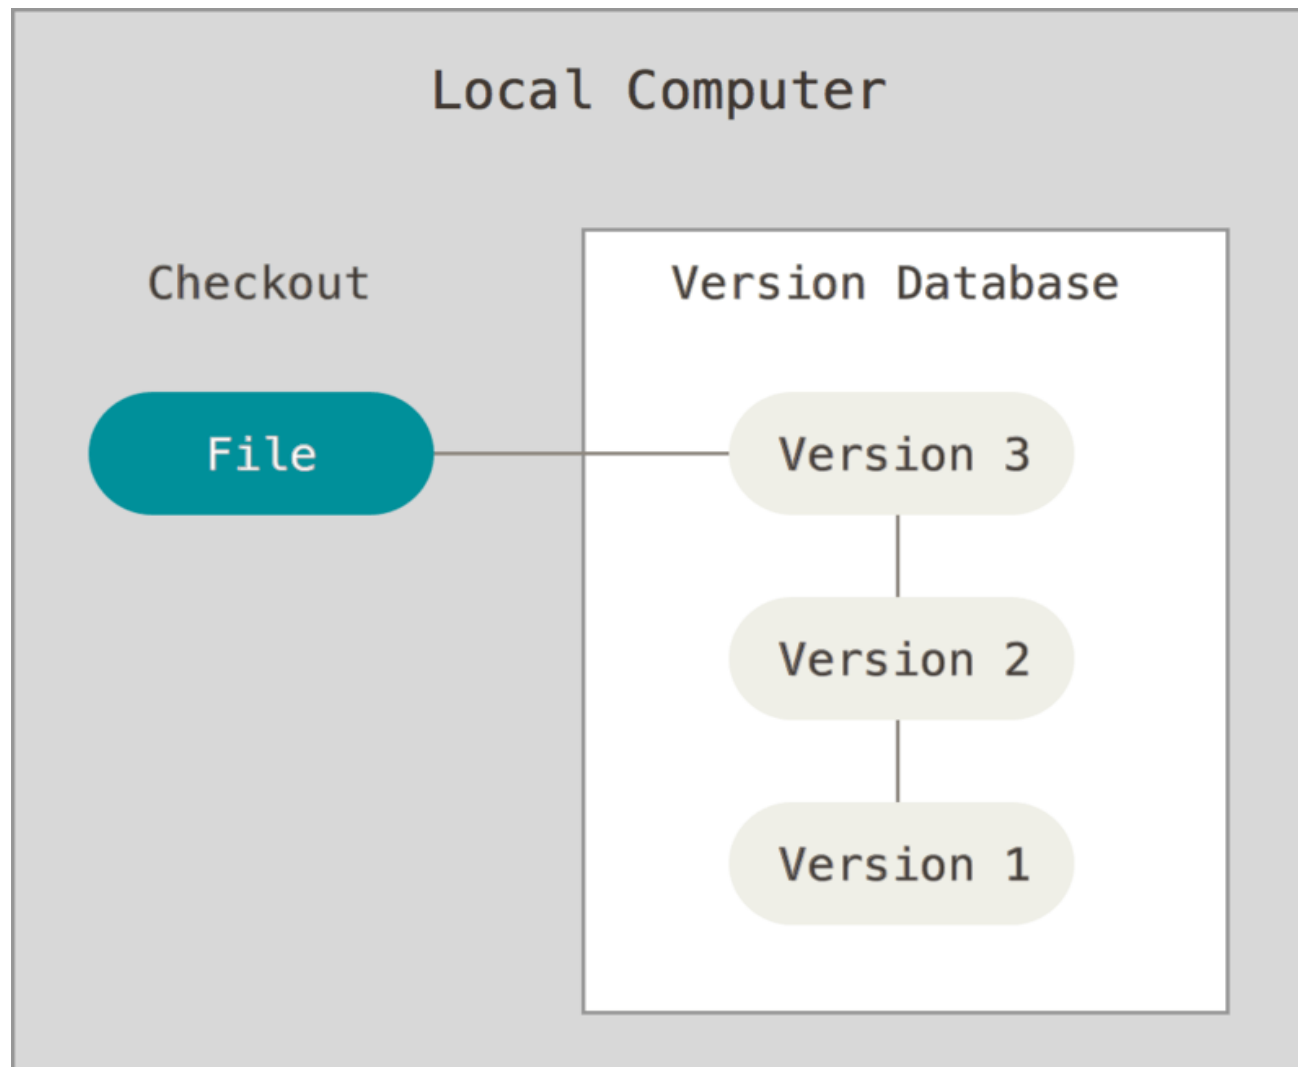 Local Computer
Checkout
Version Database
File
Version 3
Version 2
Version 1